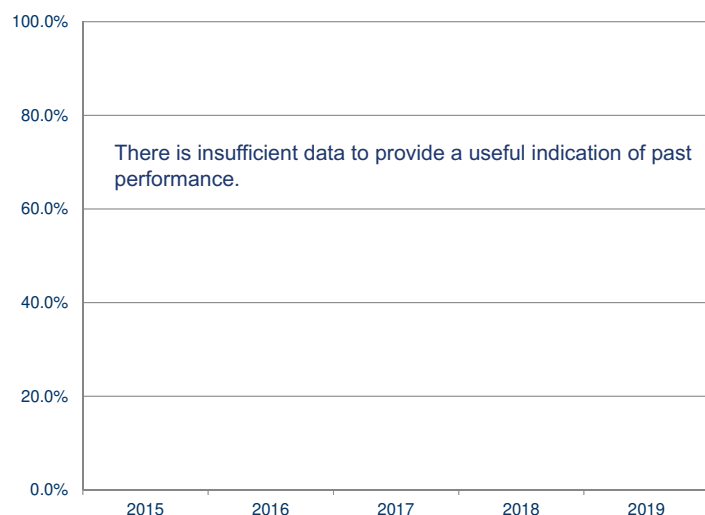 100.0%
80.0%
There is insufficient data to provide a useful indication of past
performance.
60.0%
40.0%
20.0%
0.0%
2015 2016 2017 2018 2019